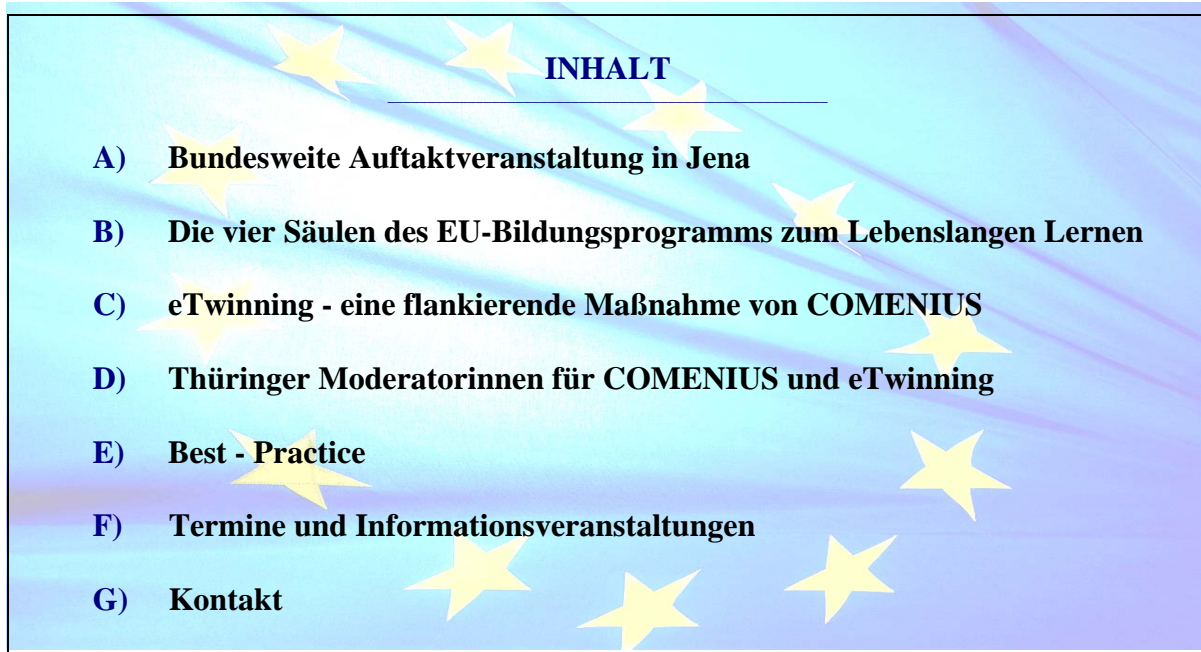 INHALT
A) Bundesweite Auftaktveranstaltung in Jena
B) Die vier Säulen des EU-Bildungsprogramms zum Lebenslangen Lernen
C) eTwinning - eine flankierende Maßnahme von COMENIUS
D) Thüringer Moderatorinnen für COMENIUS und eTwinning
E) Best - Practice
F) Termine und Informationsveranstaltungen
G) Kontakt